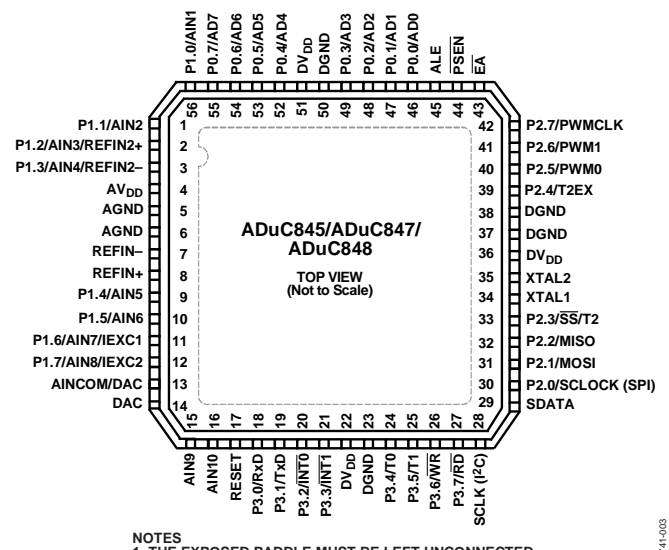 P1.0/AIN1
P0.7/AD7
P0.6/AD6
P0.5/AD5
P0.4/AD4
DVDD
DGND
P0.3/AD3
P0.2/AD2
P0.1/AD1
P0.0/AD0
ALE
PSEN
EA
56
55
54
53
52
51
50
49
48
47
46
45
44
43
P1.1/AIN2 1
P1.2/AIN3/REFIN2+ 2
P1.3/AIN4/REFIN2– 3
AVDD 4
AGND 5
AGND 6
REFIN– 7
REFIN+ 8
P1.4/AIN5 9
P1.5/AIN6 10
P1.6/AIN7/IEXC1 11
P1.7/AIN8/IEXC2 12
AINCOM/DAC 13
DAC 14
ADuC845/ADuC847/
ADuC848
TOP VIEW
(Not to Scale)
42 P2.7/PWMCLK
41 P2.6/PWM1
40 P2.5/PWM0
39 P2.4/T2EX
38 DGND
37 DGND
36 DVDD
35 XTAL2
34 XTAL1
33 P2.3/SS/T2
32 P2.2/MISO
31 P2.1/MOSI
30 P2.0/SCLOCK (SPI)
29 SDATA
15
16
17
18
19
20
21
22
23
24
25
26
27
28
AIN9
AIN10
RESET
P3.0/RxD
P3.1/TxD
P3.2/INT0
P3.3/INT1
DVDD
DGND
P3.4/T0
P3.5/T1
P3.6/WR
P3.7/RD
SCLK (I2C)
NOTES
1. THE EXPOSED PADDLE MUST BE LEFT UNCONNECTED
41-003